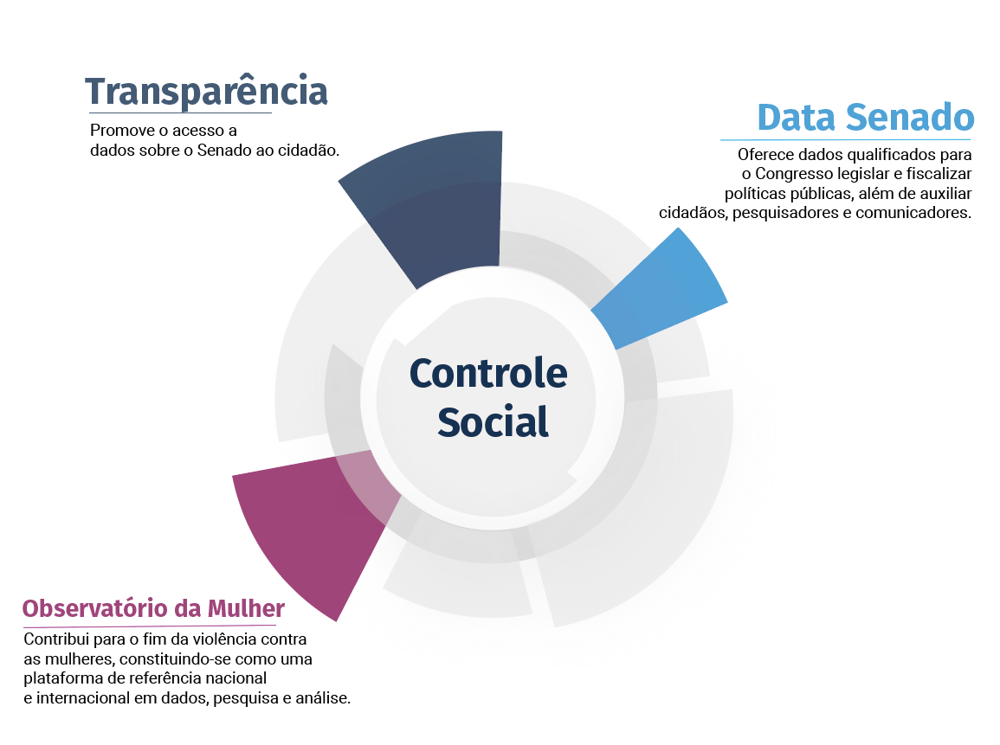 Transparência
Promove o acesso a
dados sobre o Senado ao cidadão.
Data Senado
Oferece dados qualificados para
o Congresso legislar e fiscalizar
políticas públicas, além de auxiliar
cidadãos, pesquisadores e comunicadores.
Controle
Social
Observatório da Mulher
Contribui para o fim da violência contra
as mulheres, constituindo-se como uma
plataforma de referência nacional
e internacional em dados, pesquisa e análise.